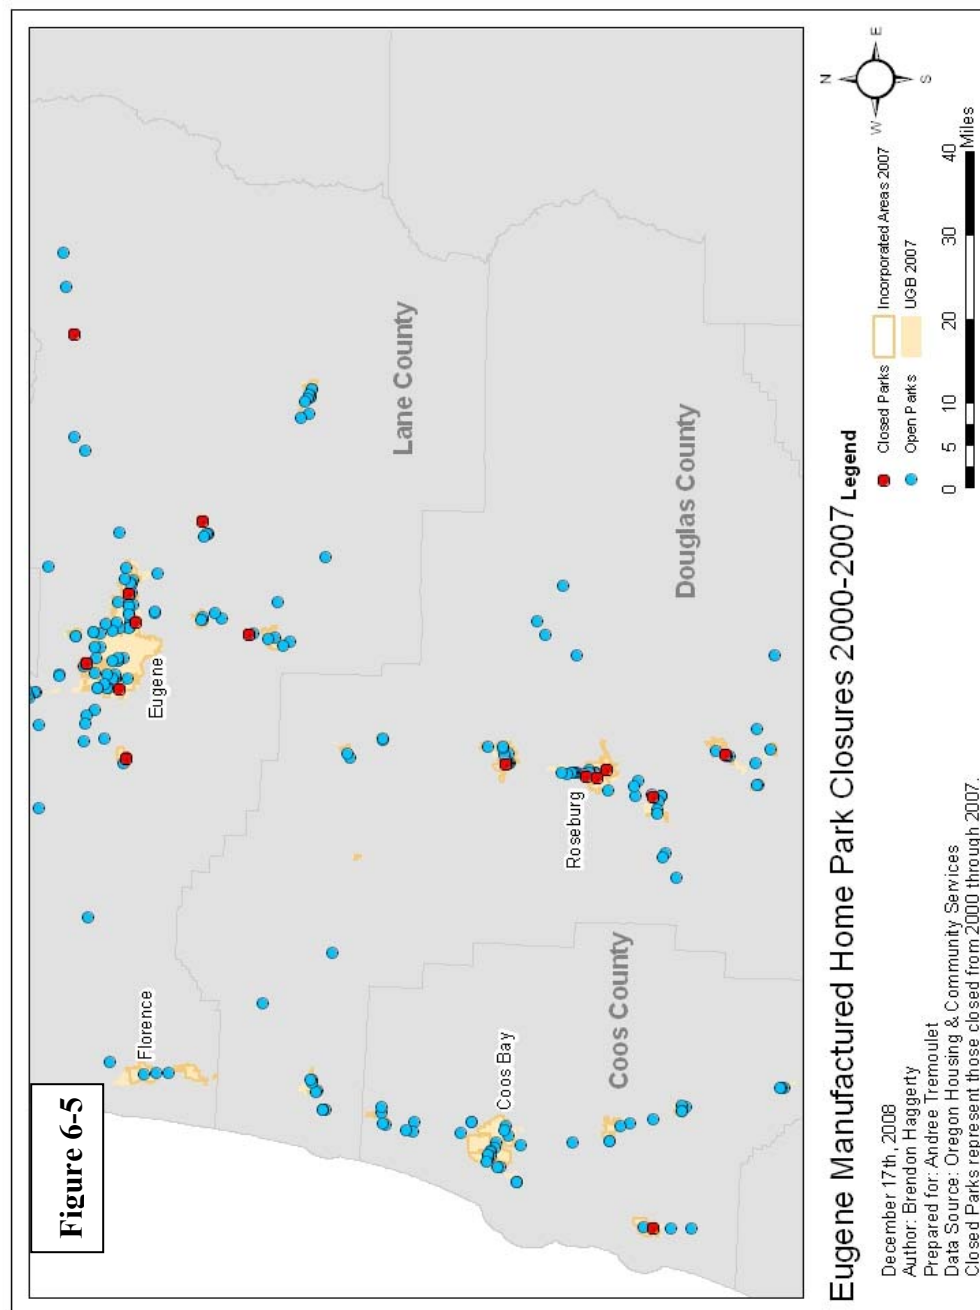 Figure 6-5
Florence
Eugene
Lane County
Coos Bay
Coos County
Roseburg
Douglas County
Eugene Manufactured Home Park Closures 2000-2007
December 17th, 2008
Author: Brendon Haggerty
Prepared for: Andree Tremoulet
Data Source: Oregon Housing & Community Services
Closed Parks represent those closed from 2000 through 2007.
Legend
Closed Parks
Incorporated Areas 2007
Open Parks
UGB 2007
0 5 10 20 30 40
Miles
N
W E
S